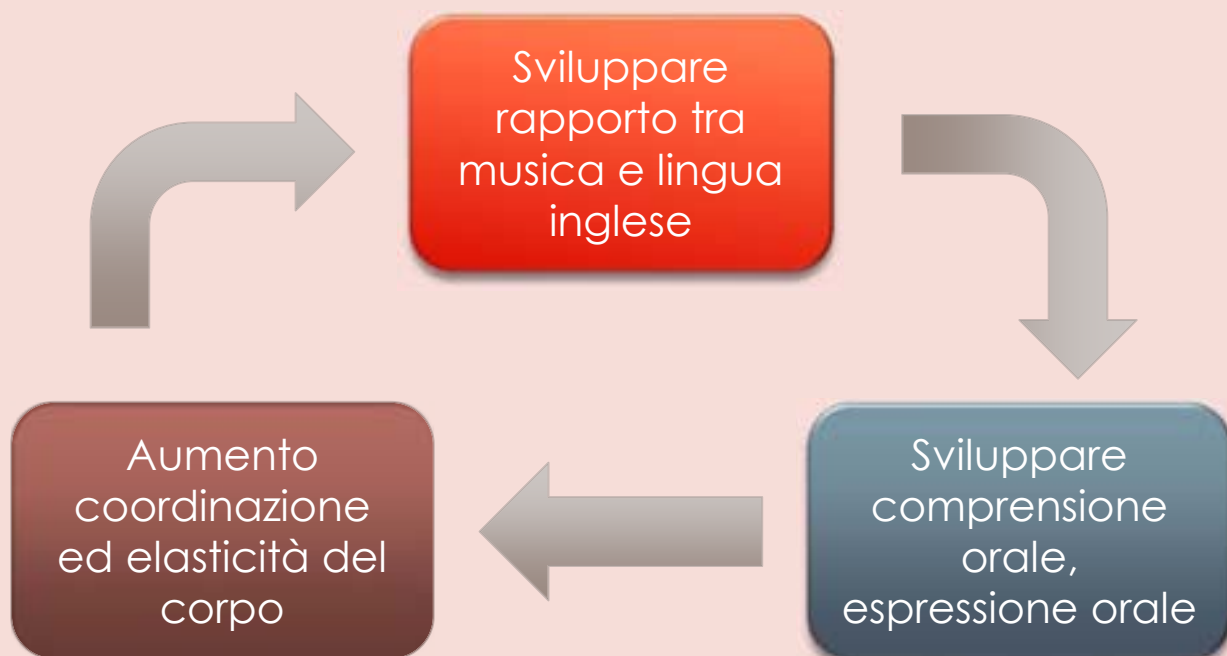 Sviluppare
rapporto tra
musica e lingua
inglese
Sviluppare
comprensione
orale,
espressione orale
Aumento
coordinazione
ed elasticità del
corpo